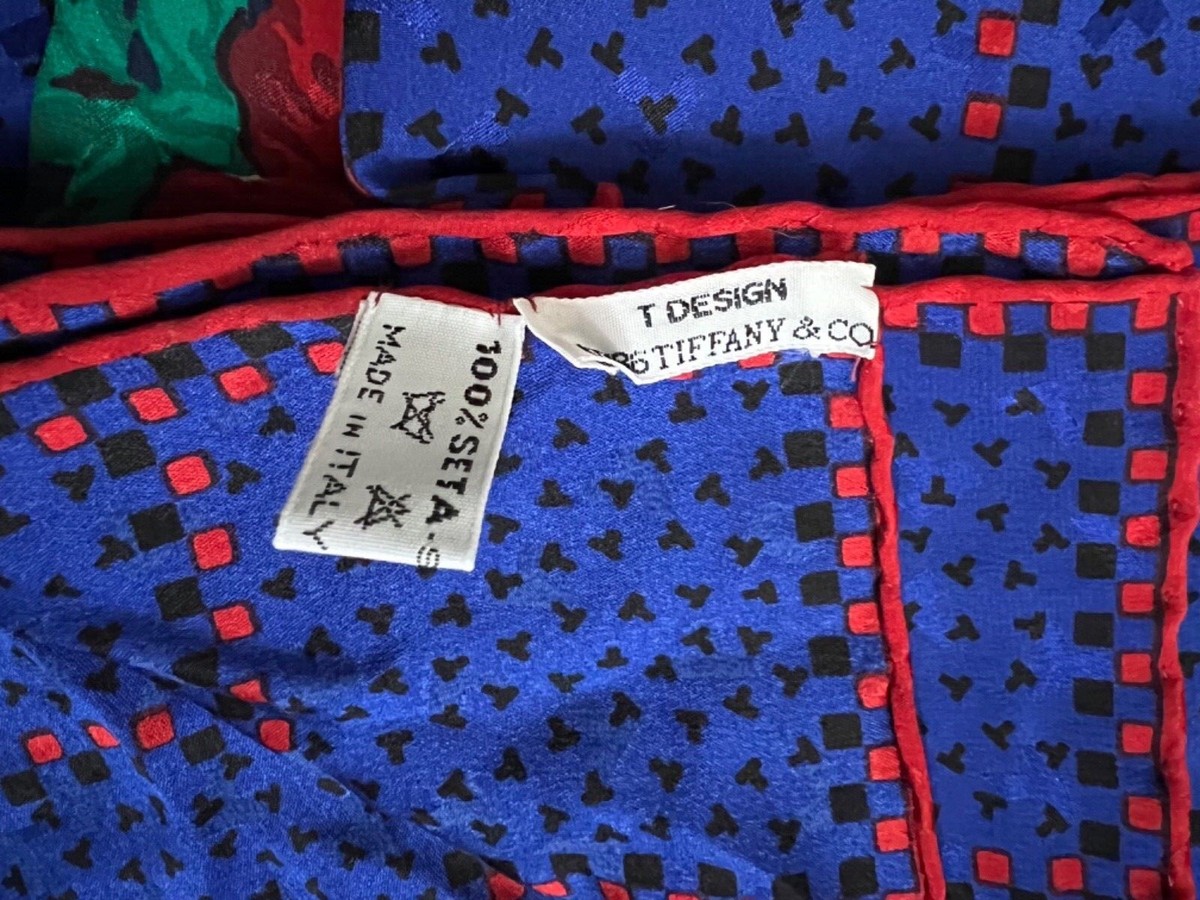 T DESIGN
TIFFANY & CO
100% SETA
MADE IN ITALY